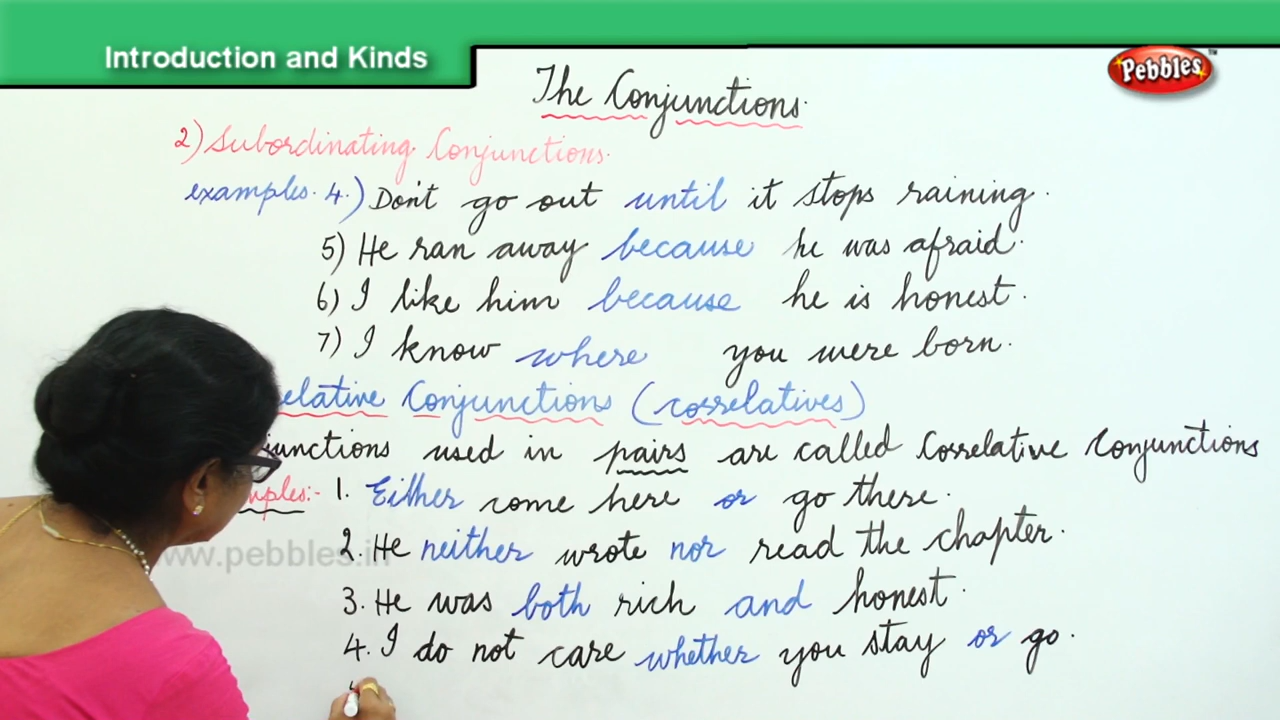 Introduction and Kinds
Pebbles™
The Conjunctions.
2) Subordinating Conjunctions.
examples. 4.) Don't go out until it stops raining.
5) He ran away because he was afraid.
6) I like him because he is honest.
7) I know where you were born.
elative Conjunctions (correlatives)
junctions used in pairs are called Correlative Conjunctions
mples:- 1. Either come here or go there.
www.pebbles.in
2. He neither wrote nor read the chapter.
3. He was both rich and honest.
4. I do not care whether you stay or go.